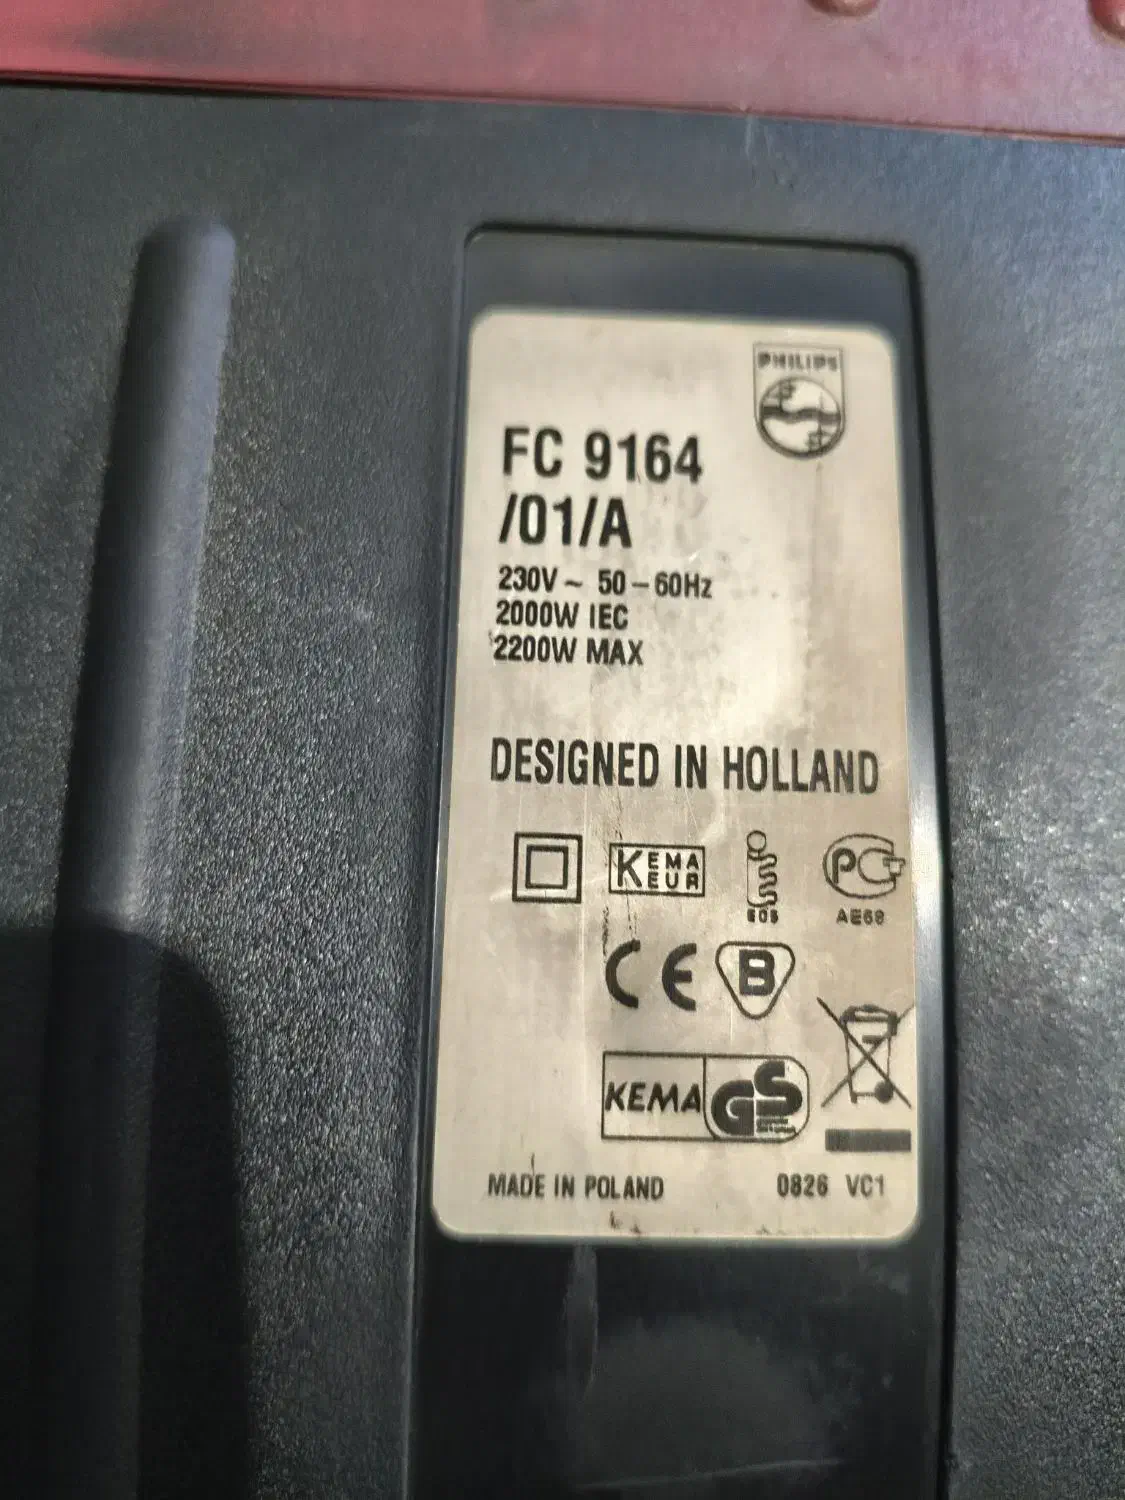 PHILIPS
FC 9164
/01/A
230V ~ 50 – 60Hz
2000W IEC
2200W MAX
DESIGNED IN HOLLAND
KEMA
KEUR
PC
AE68
CE B
KEMA GS
MADE IN POLAND 0826 VC1